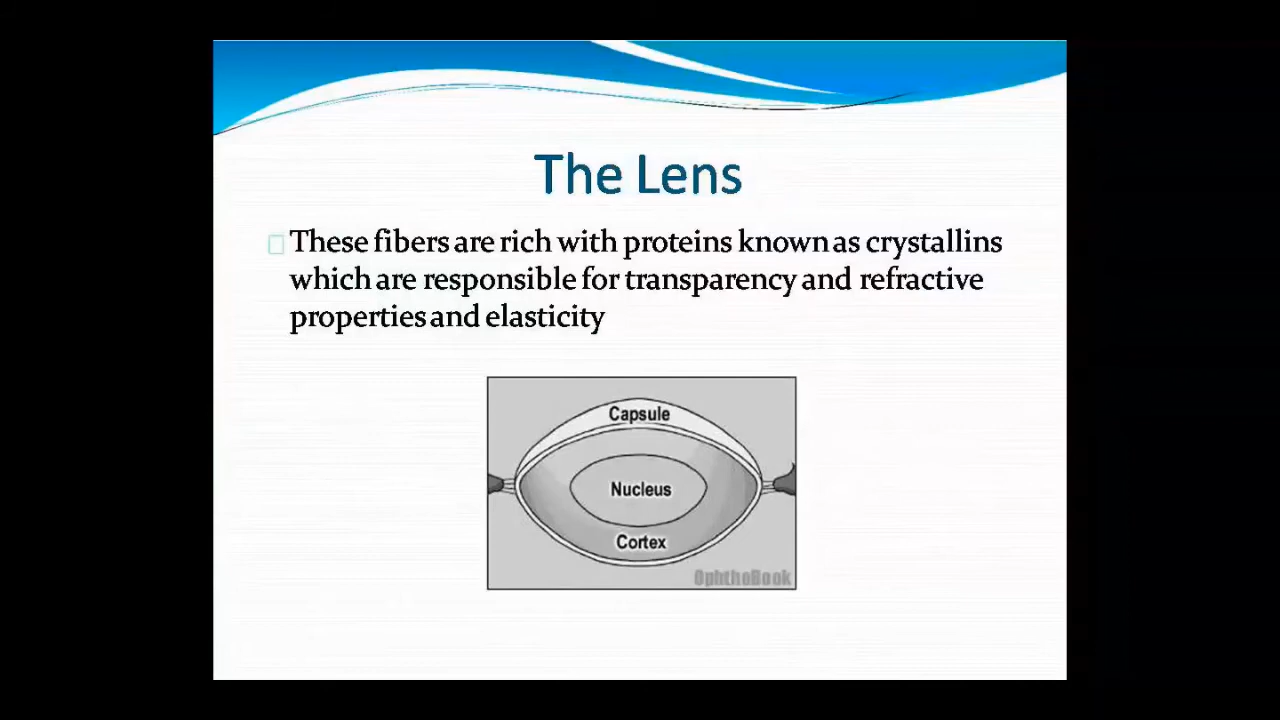 The Lens
These fibers are rich with proteins known as crystallins
which are responsible for transparency and refractive
properties and elasticity
Capsule
Nucleus
Cortex
OphthoBook